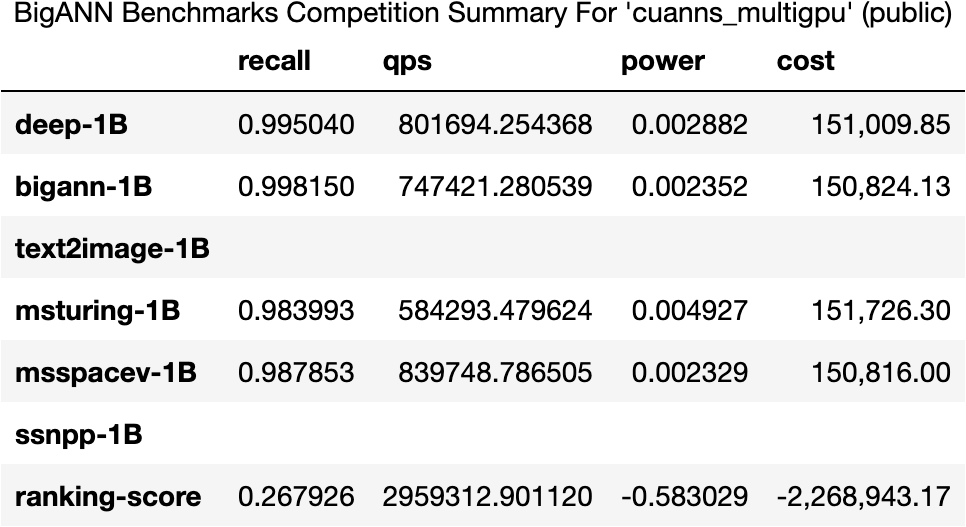 BigANN Benchmarks Competition Summary For 'cuanns_multigpu' (public)
recall qps power cost
deep-1B 0.995040 801694.254368 0.002882 151,009.85
bigann-1B 0.998150 747421.280539 0.002352 150,824.13
text2image-1B
msturing-1B 0.983993 584293.479624 0.004927 151,726.30
msspacev-1B 0.987853 839748.786505 0.002329 150,816.00
ssnpp-1B
ranking-score 0.267926 2959312.901120 -0.583029 -2,268,943.17